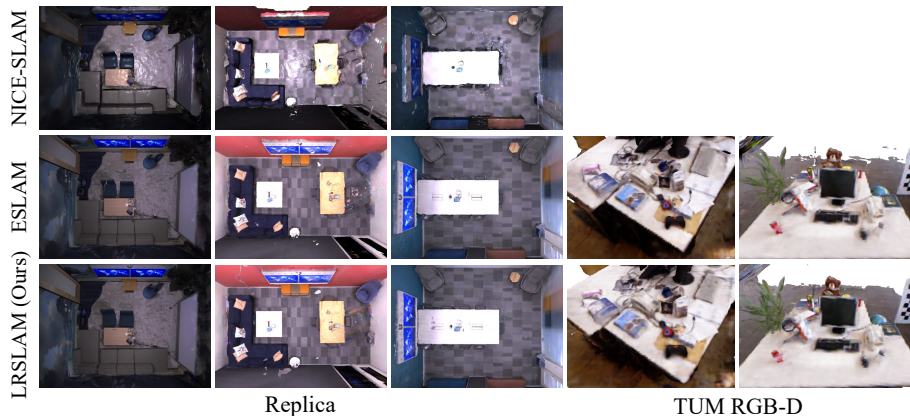 NICE-SLAM
ESLAM
LRSLAM (Ours)
Replica
TUM RGB-D